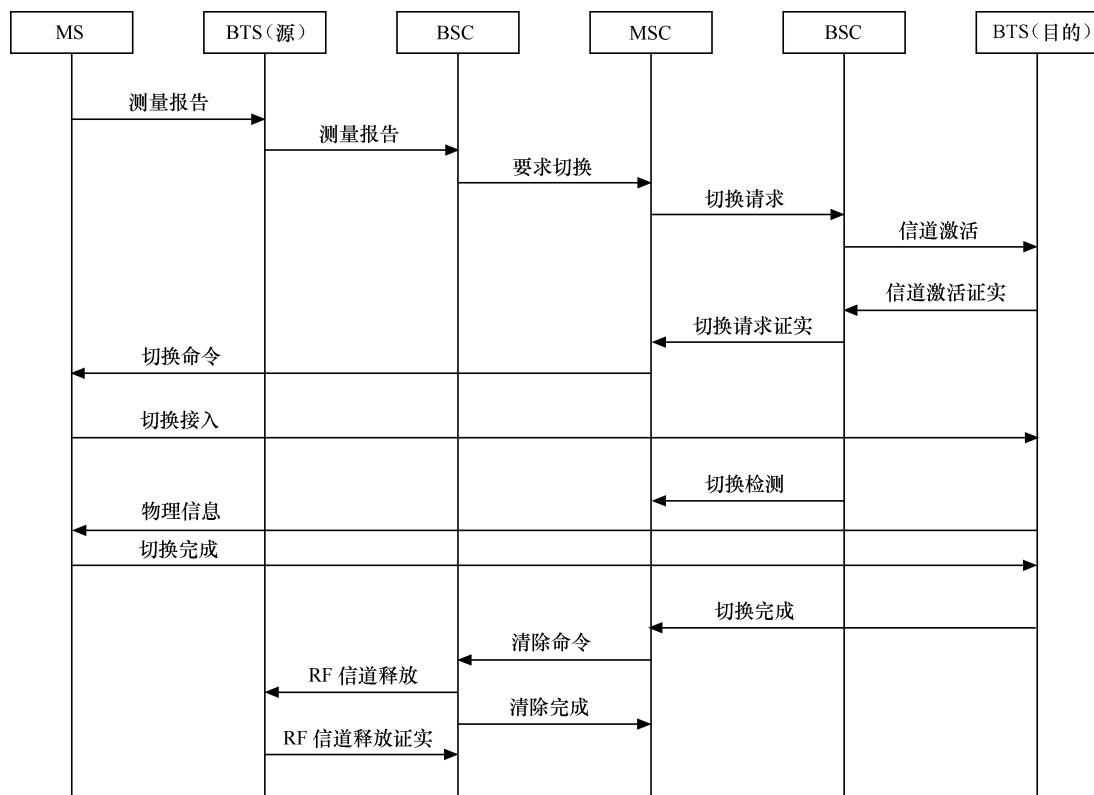 MS
BTS(源)
BSC
MSC
BSC
BTS(目的)
测量报告
测量报告
要求切换
切换请求
信道激活
信道激活证实
切换请求证实
切换命令
切换接入
切换检测
物理信息
切换完成
切换完成
清除命令
RF 信道释放
清除完成
RF 信道释放证实